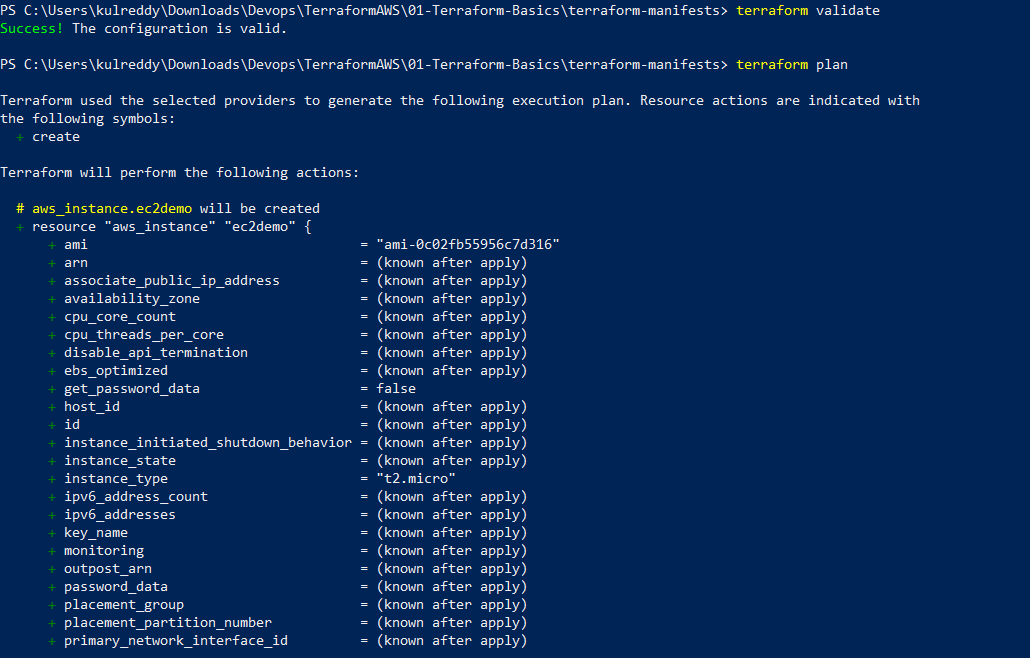 PS C:\Users\kulreddy\Downloads\Devops\TerraformAWS\01-Terraform-Basics\terraform-manifests> terraform validate
Success! The configuration is valid.
PS C:\Users\kulreddy\Downloads\Devops\TerraformAWS\01-Terraform-Basics\terraform-manifests> terraform plan
Terraform used the selected providers to generate the following execution plan. Resource actions are indicated with
the following symbols:
+ create
Terraform will perform the following actions:
# aws_instance.ec2demo will be created
+ resource "aws_instance" "ec2demo" {
+ ami = "ami-0c02fb55956c7d316"
+ arn = (known after apply)
+ associate_public_ip_address = (known after apply)
+ availability_zone = (known after apply)
+ cpu_core_count = (known after apply)
+ cpu_threads_per_core = (known after apply)
+ disable_api_termination = (known after apply)
+ ebs_optimized = (known after apply)
+ get_password_data = false
+ host_id = (known after apply)
+ id = (known after apply)
+ instance_initiated_shutdown_behavior = (known after apply)
+ instance_state = (known after apply)
+ instance_type = "t2.micro"
+ ipv6_address_count = (known after apply)
+ ipv6_addresses = (known after apply)
+ key_name = (known after apply)
+ monitoring = (known after apply)
+ outpost_arn = (known after apply)
+ password_data = (known after apply)
+ placement_group = (known after apply)
+ placement_partition_number = (known after apply)
+ primary_network_interface_id = (known after apply)